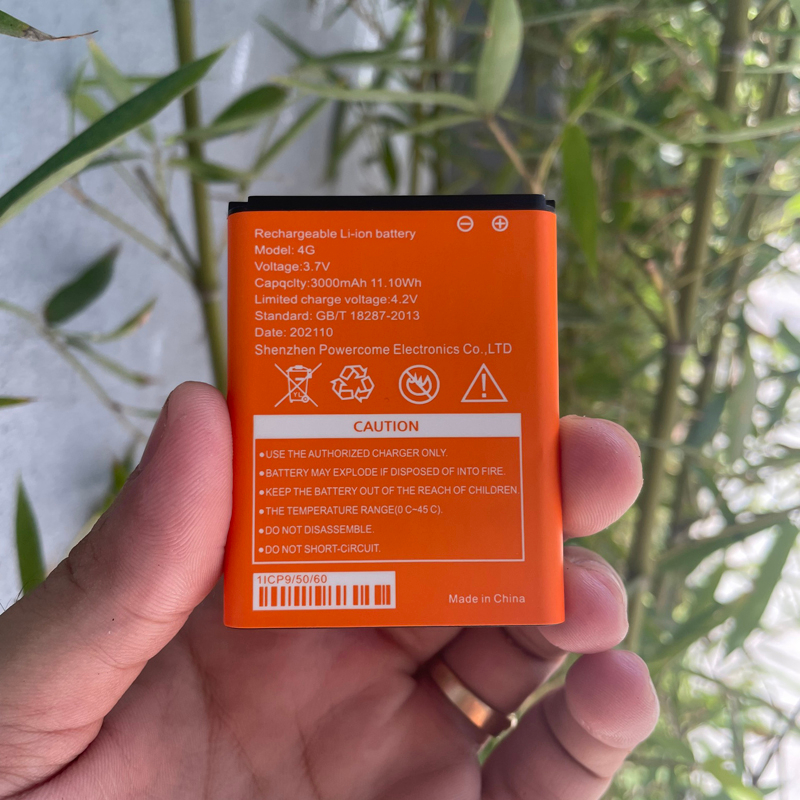 Rechargeable Li-ion battery
Model: 4G
Voltage:3.7V
Capqclty:3000mAh 11.10Wh
Limited charge voltage:4.2V
Standard: GB/T 18287-2013
Date: 202110
Shenzhen Powercome Electronics Co.,LTD
YL
CAUTION
●USE THE AUTHORIZED CHARGER ONLY.
●BATTERY MAY EXPLODE IF DISPOSED OF INTO FIRE.
●KEEP THE BATTERY OUT OF THE REACH OF CHILDREN.
●THE TEMPERATURE RANGE(0 C~45 C).
●DO NOT DISASSEMBLE.
●DO NOT SHORT-CiRCUIT.
1ICP9/50/60
Made in China